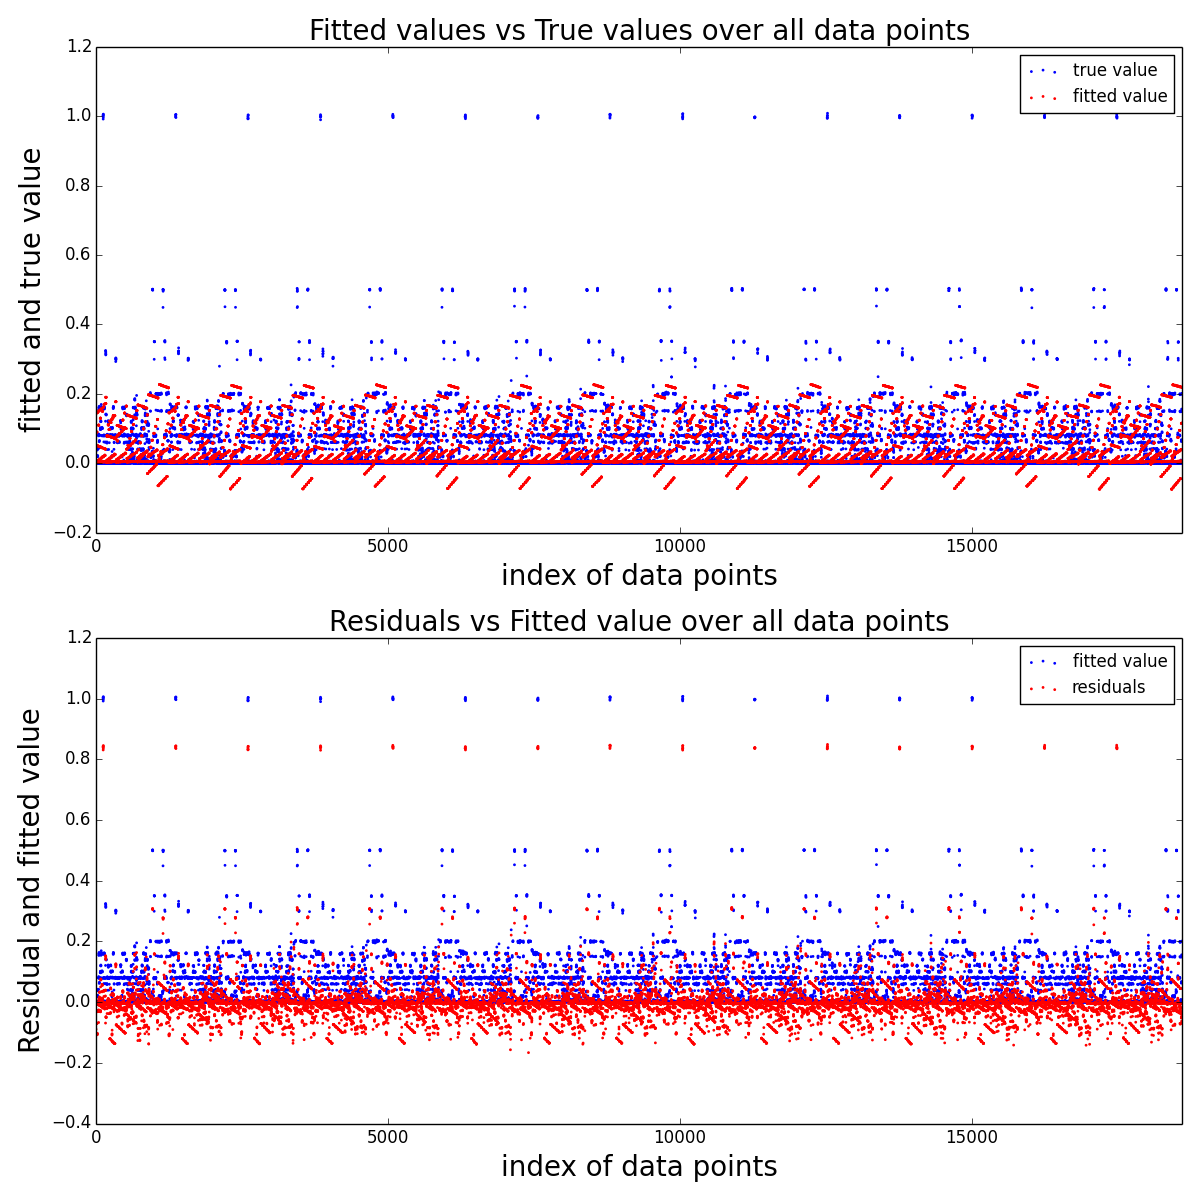 Fitted values vs True values over all data points
1.2
1.0
0.8
0.6
0.4
0.2
0.0
−0.2
fitted and true value
true value
fitted value
0 5000 10000 15000
index of data points
Residuals vs Fitted value over all data points
1.2
1.0
0.8
0.6
0.4
0.2
0.0
−0.2
−0.4
Residual and fitted value
fitted value
residuals
0 5000 10000 15000
index of data points